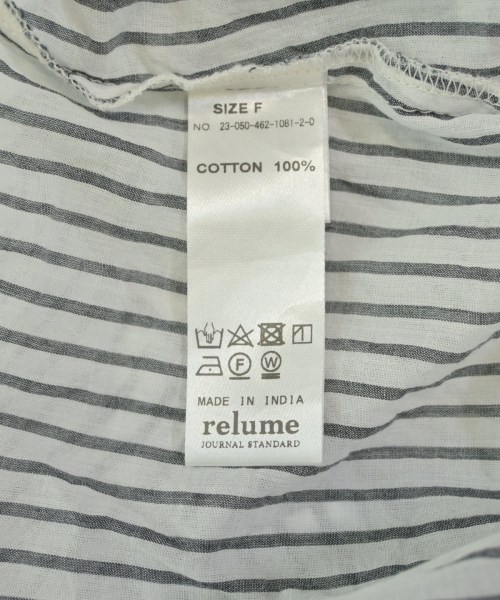 SIZE F
NO. 23-050-462-1081-2-0
COTTON 100%
F W
MADE IN INDIA
relume
JOURNAL STANDARD